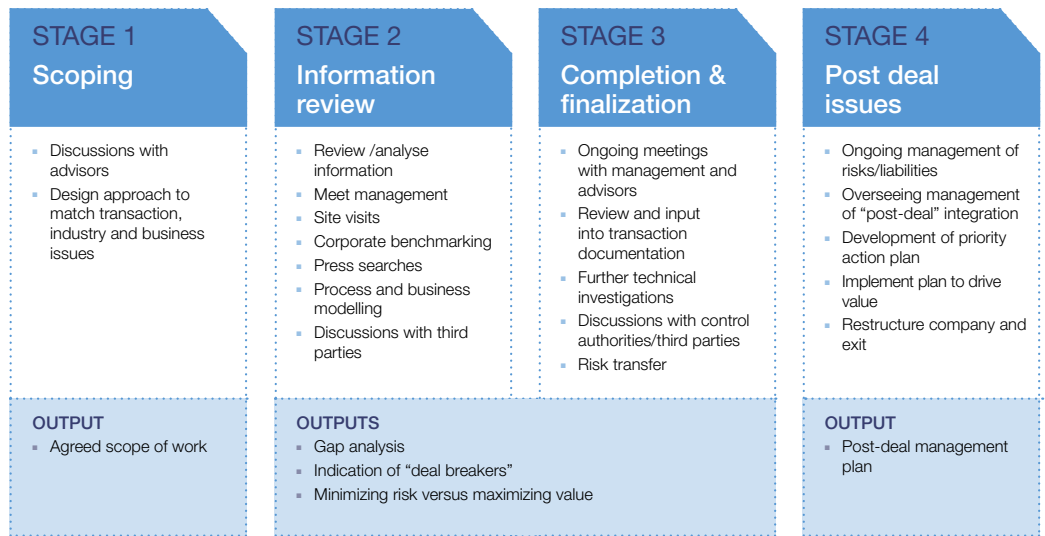 STAGE 1
Scoping
▪ Discussions with
advisors
▪ Design approach to
match transaction,
industry and business
issues
OUTPUT
▪ Agreed scope of work
STAGE 2
Information
review
▪ Review /analyse
information
▪ Meet management
▪ Site visits
▪ Corporate benchmarking
▪ Press searches
▪ Process and business
modelling
▪ Discussions with third
parties
STAGE 3
Completion &
finalization
▪ Ongoing meetings
with management and
advisors
▪ Review and input
into transaction
documentation
▪ Further technical
investigations
▪ Discussions with control
authorities/third parties
▪ Risk transfer
OUTPUTS
▪ Gap analysis
▪ Indication of “deal breakers”
▪ Minimizing risk versus maximizing value
STAGE 4
Post deal
issues
▪ Ongoing management of
risks/liabilities
▪ Overseeing management
of “post-deal” integration
▪ Development of priority
action plan
▪ Implement plan to drive
value
▪ Restructure company and
exit
OUTPUT
▪ Post-deal management
plan